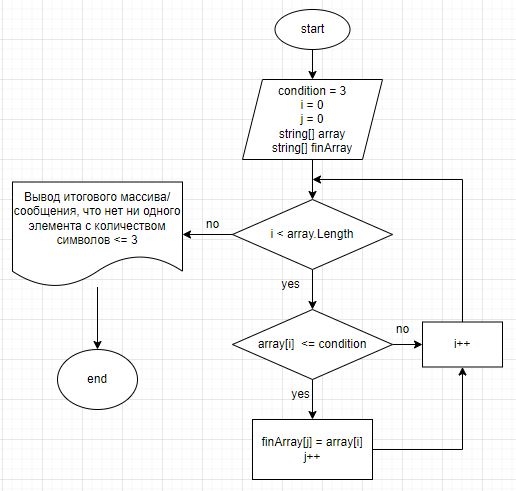 start
condition = 3
i = 0
j = 0
string[] array
string[] finArray
i < array.Length
no
Вывод итогового массива/
сообщения, что нет ни одного
элемента с количеством
символов <= 3
end
yes
array[i] <= condition
no
i++
yes
finArray[j] = array[i]
j++